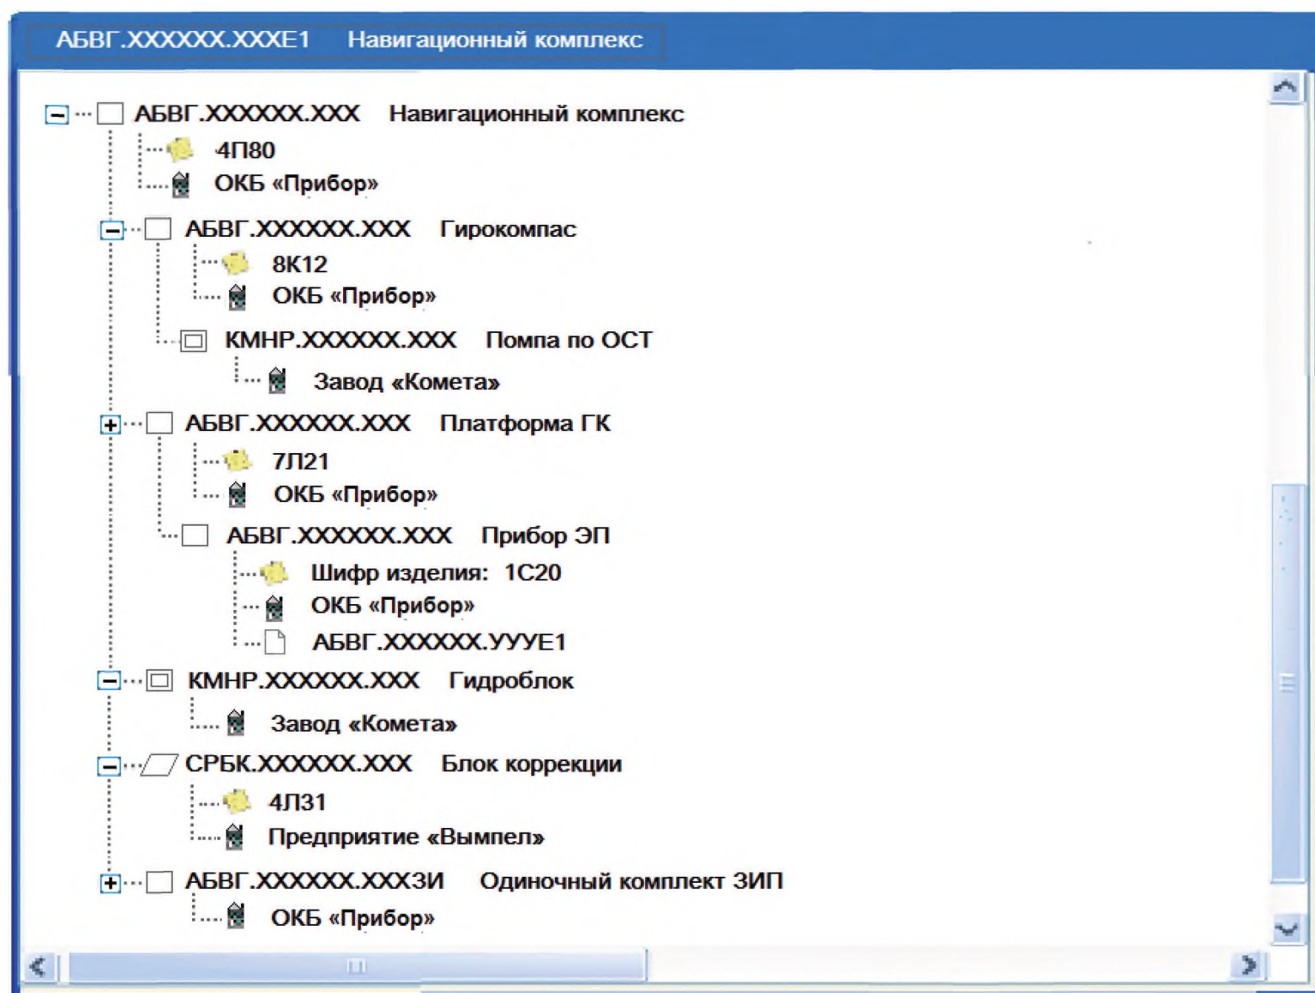 АБВГ.XXXXXX.XXXE1 Навигационный комплекс
АБВГ.XXXXXX.XXX Навигационный комплекс
4П80
ОКБ «Прибор»
АБВГ.XXXXXX.XXX Гирокомпас
8К12
ОКБ «Прибор»
КМНР.XXXXXX.XXX Помпа по ОСТ
Завод «Комета»
АБВГ.XXXXXX.XXX Платформа ГК
7Л21
ОКБ «Прибор»
АБВГ.XXXXXX.XXX Прибор ЭП
Шифр изделия: 1С20
ОКБ «Прибор»
АБВГ.XXXXXX.УУУЕ1
КМНР.XXXXXX.XXX Гидроблок
Завод «Комета»
СРБК.XXXXXX.XXX Блок коррекции
4Л31
Предприятие «Вымпел»
АБВГ.XXXXXX.XXXЗИ Одиночный комплект ЗИП
ОКБ «Прибор»